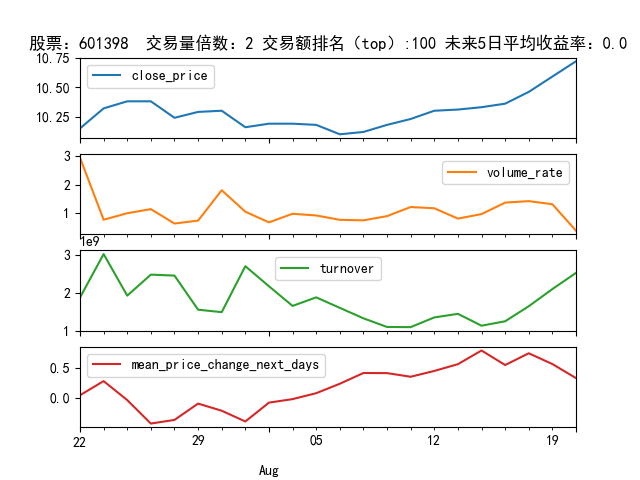 股票：601398  交易量倍数：2 交易额排名（top）:100 未来5日平均收益率：0.0
10.75
close_price
10.50
10.25
3
volume_rate
2
1
1e9
3
turnover
2
1
mean_price_change_next_days
0.5
0.0
22 29 05 12 19
Aug